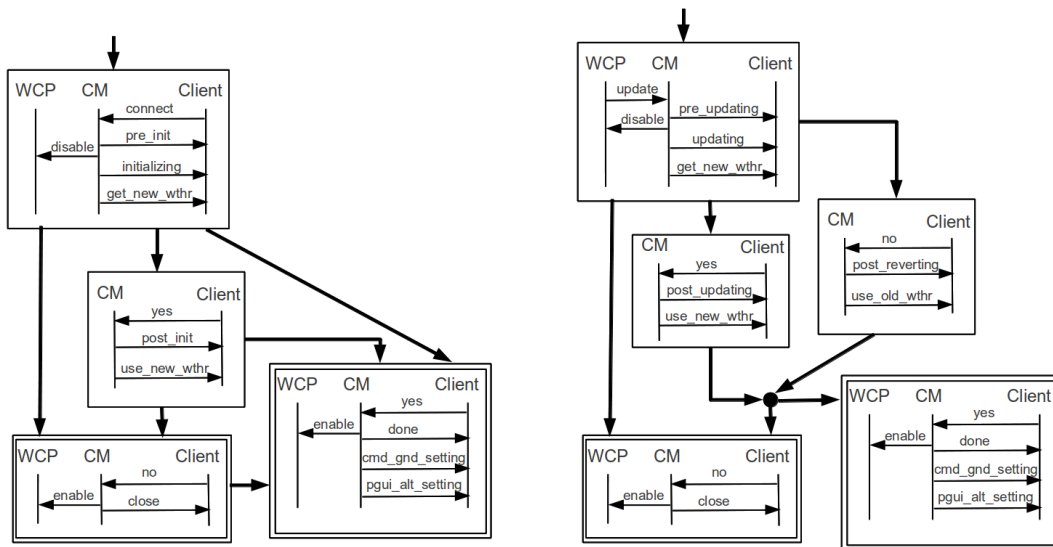 WCP CM Client
connect
pre_init
disable
initializing
get_new_wthr
CM Client
yes
post_init
use_new_wthr
WCP CM Client
no
enable
close
WCP CM Client
yes
enable
done
cmd_gnd_setting
pgui_alt_setting
WCP CM Client
update
pre_updating
disable
updating
get_new_wthr
CM Client
yes
post_updating
use_new_wthr
CM Client
no
post_reverting
use_old_wthr
WCP CM Client
no
enable
close
WCP CM Client
yes
enable
done
cmd_gnd_setting
pgui_alt_setting